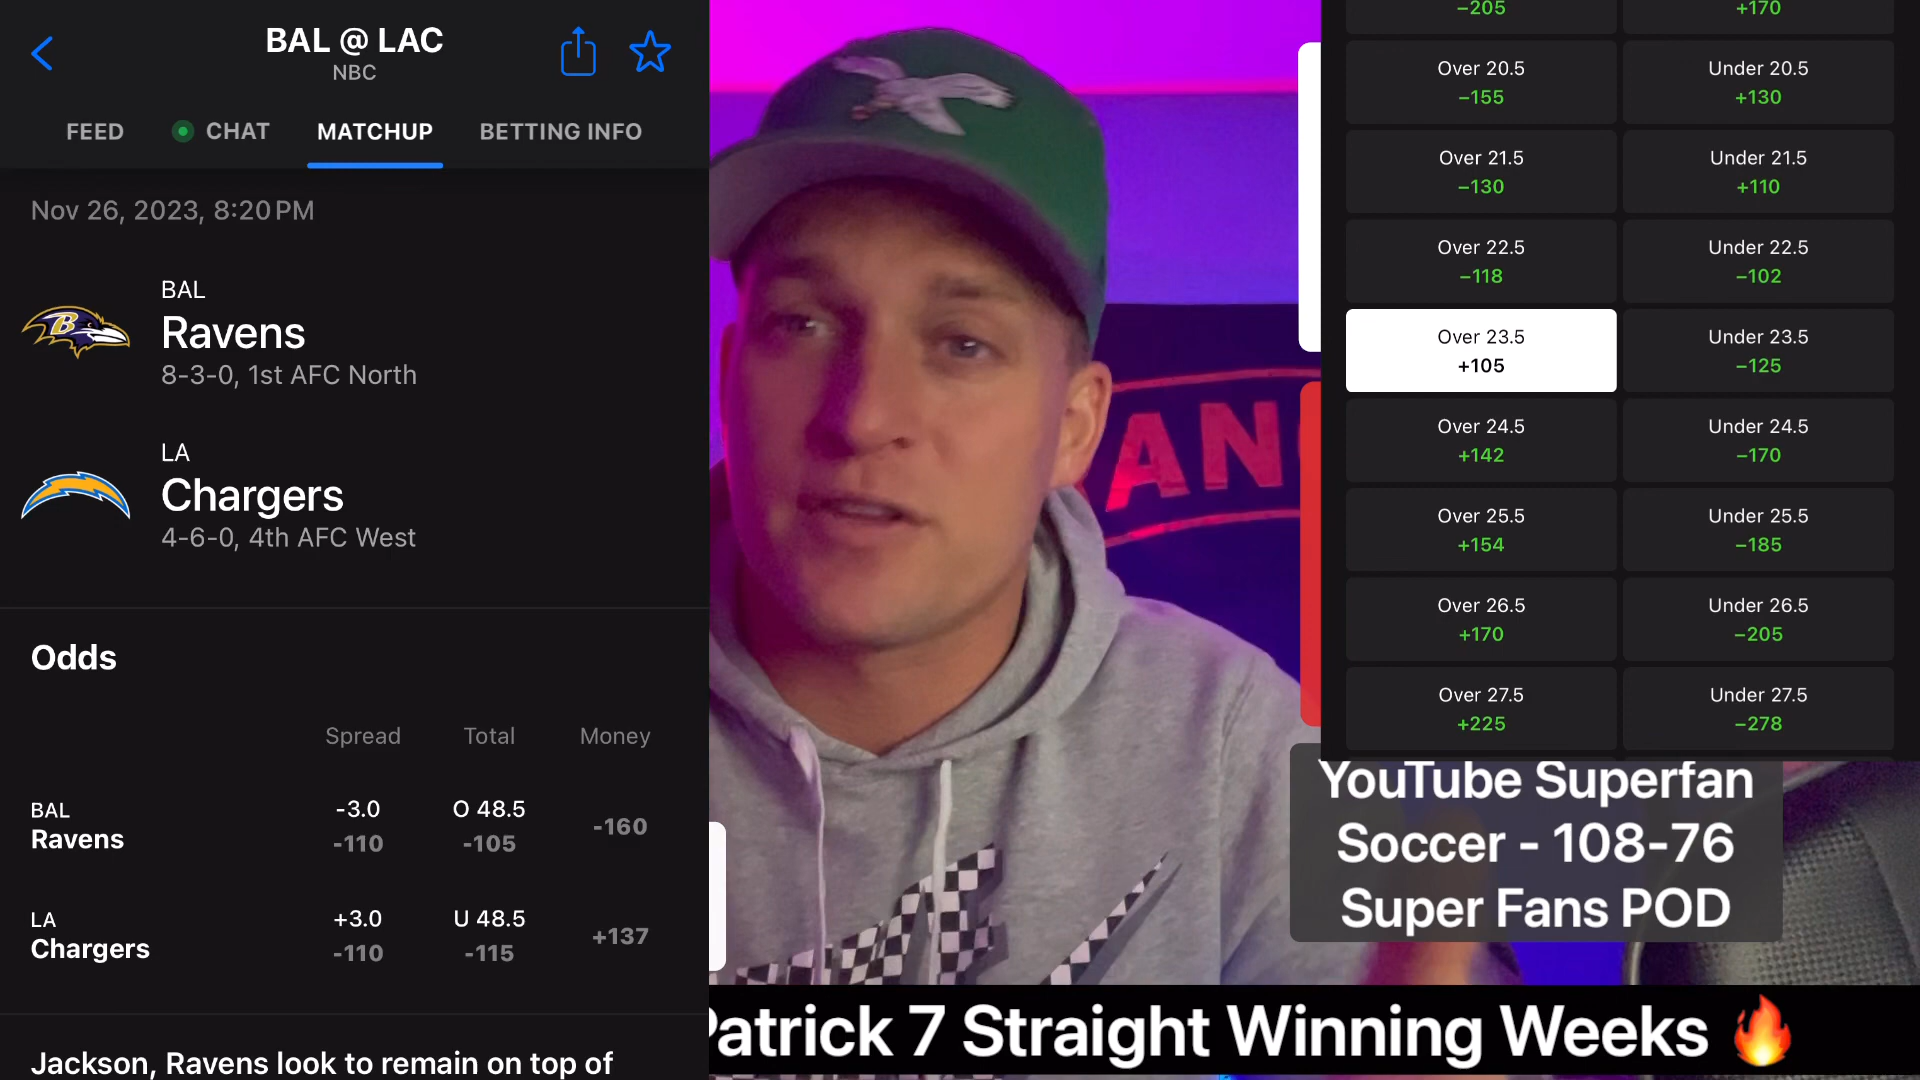 BAL @ LAC
NBC
FEED CHAT MATCHUP BETTING INFO
Nov 26, 2023, 8:20 PM
BAL
Ravens
8-3-0, 1st AFC North
LA
Chargers
4-6-0, 4th AFC West
Odds
Spread Total Money
BAL
Ravens
-3.0 O 48.5 -160
-110 -105
LA
Chargers
+3.0 U 48.5 +137
-110 -115
Jackson, Ravens look to remain on top of
B
AN
−205 +170
Over 20.5 Under 20.5
−155 +130
Over 21.5 Under 21.5
−130 +110
Over 22.5 Under 22.5
−118 −102
Over 23.5 Under 23.5
+105 −125
Over 24.5 Under 24.5
+142 −170
Over 25.5 Under 25.5
+154 −185
Over 26.5 Under 26.5
+170 −205
Over 27.5 Under 27.5
+225 −278
YouTube Superfan
Soccer - 108-76
Super Fans POD
Patrick 7 Straight Winning Weeks 🔥